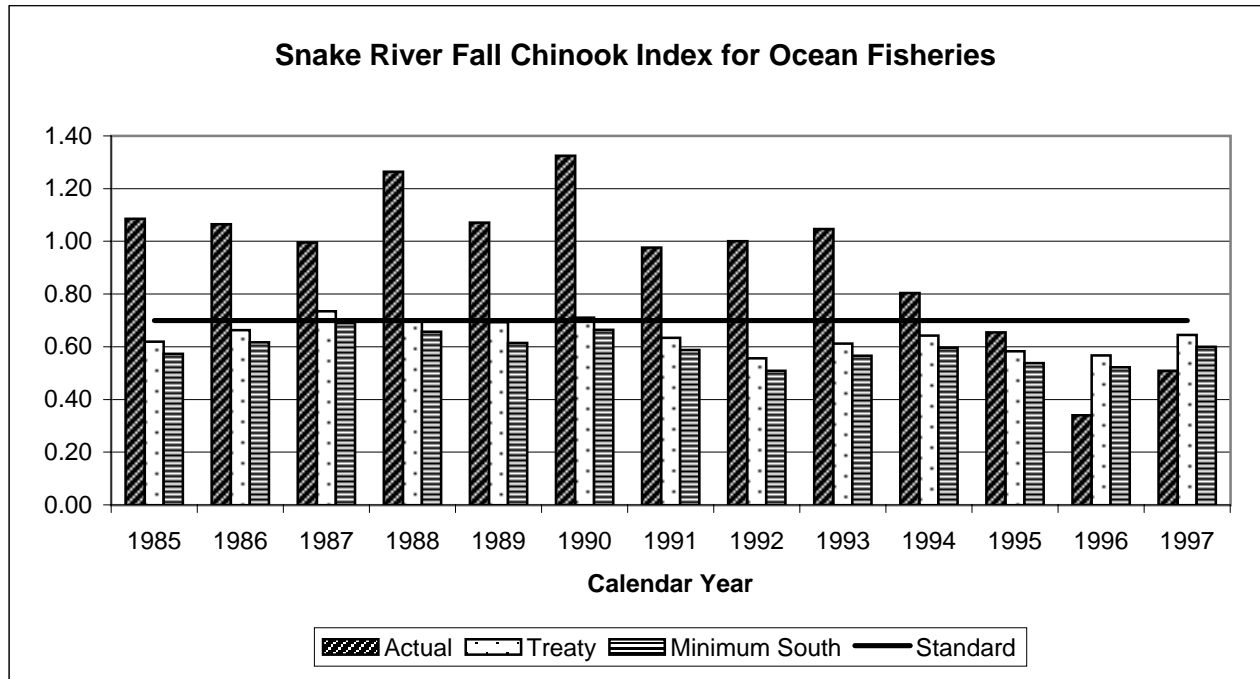 Snake River Fall Chinook Index for Ocean Fisheries
1.40
1.20
1.00
0.80
0.60
0.40
0.20
0.00
1985 1986 1987 1988 1989 1990 1991 1992 1993 1994 1995 1996 1997
Calendar Year
Actual Treaty Minimum South Standard